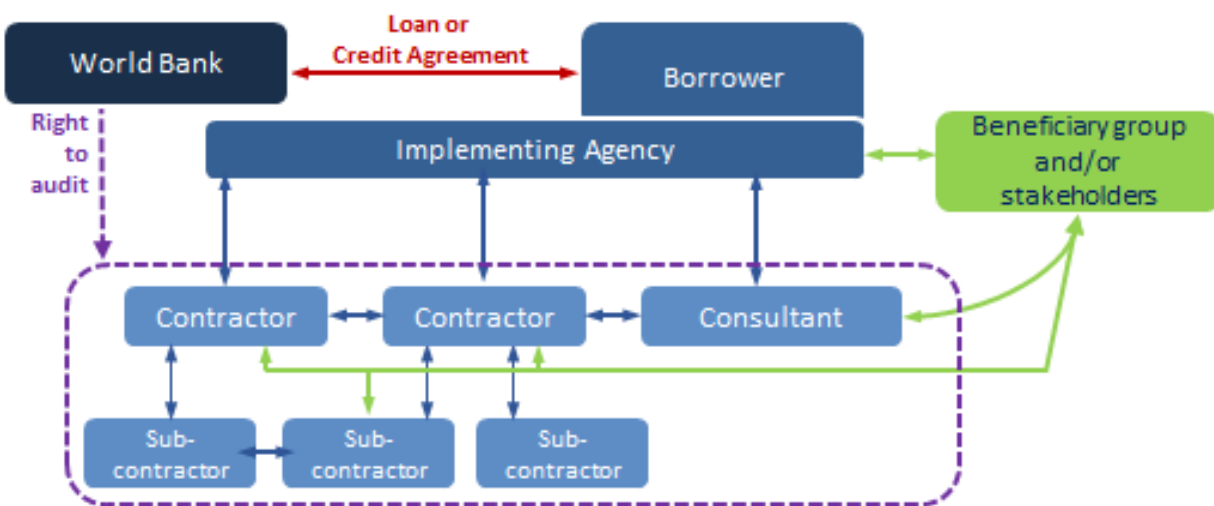 Loan or
Credit Agreement
World Bank
Borrower
Right
to
audit
Implementing Agency
Beneficiary group
and/or
stakeholders
Contractor
Contractor
Consultant
Sub-
contractor
Sub-
contractor
Sub-
contractor